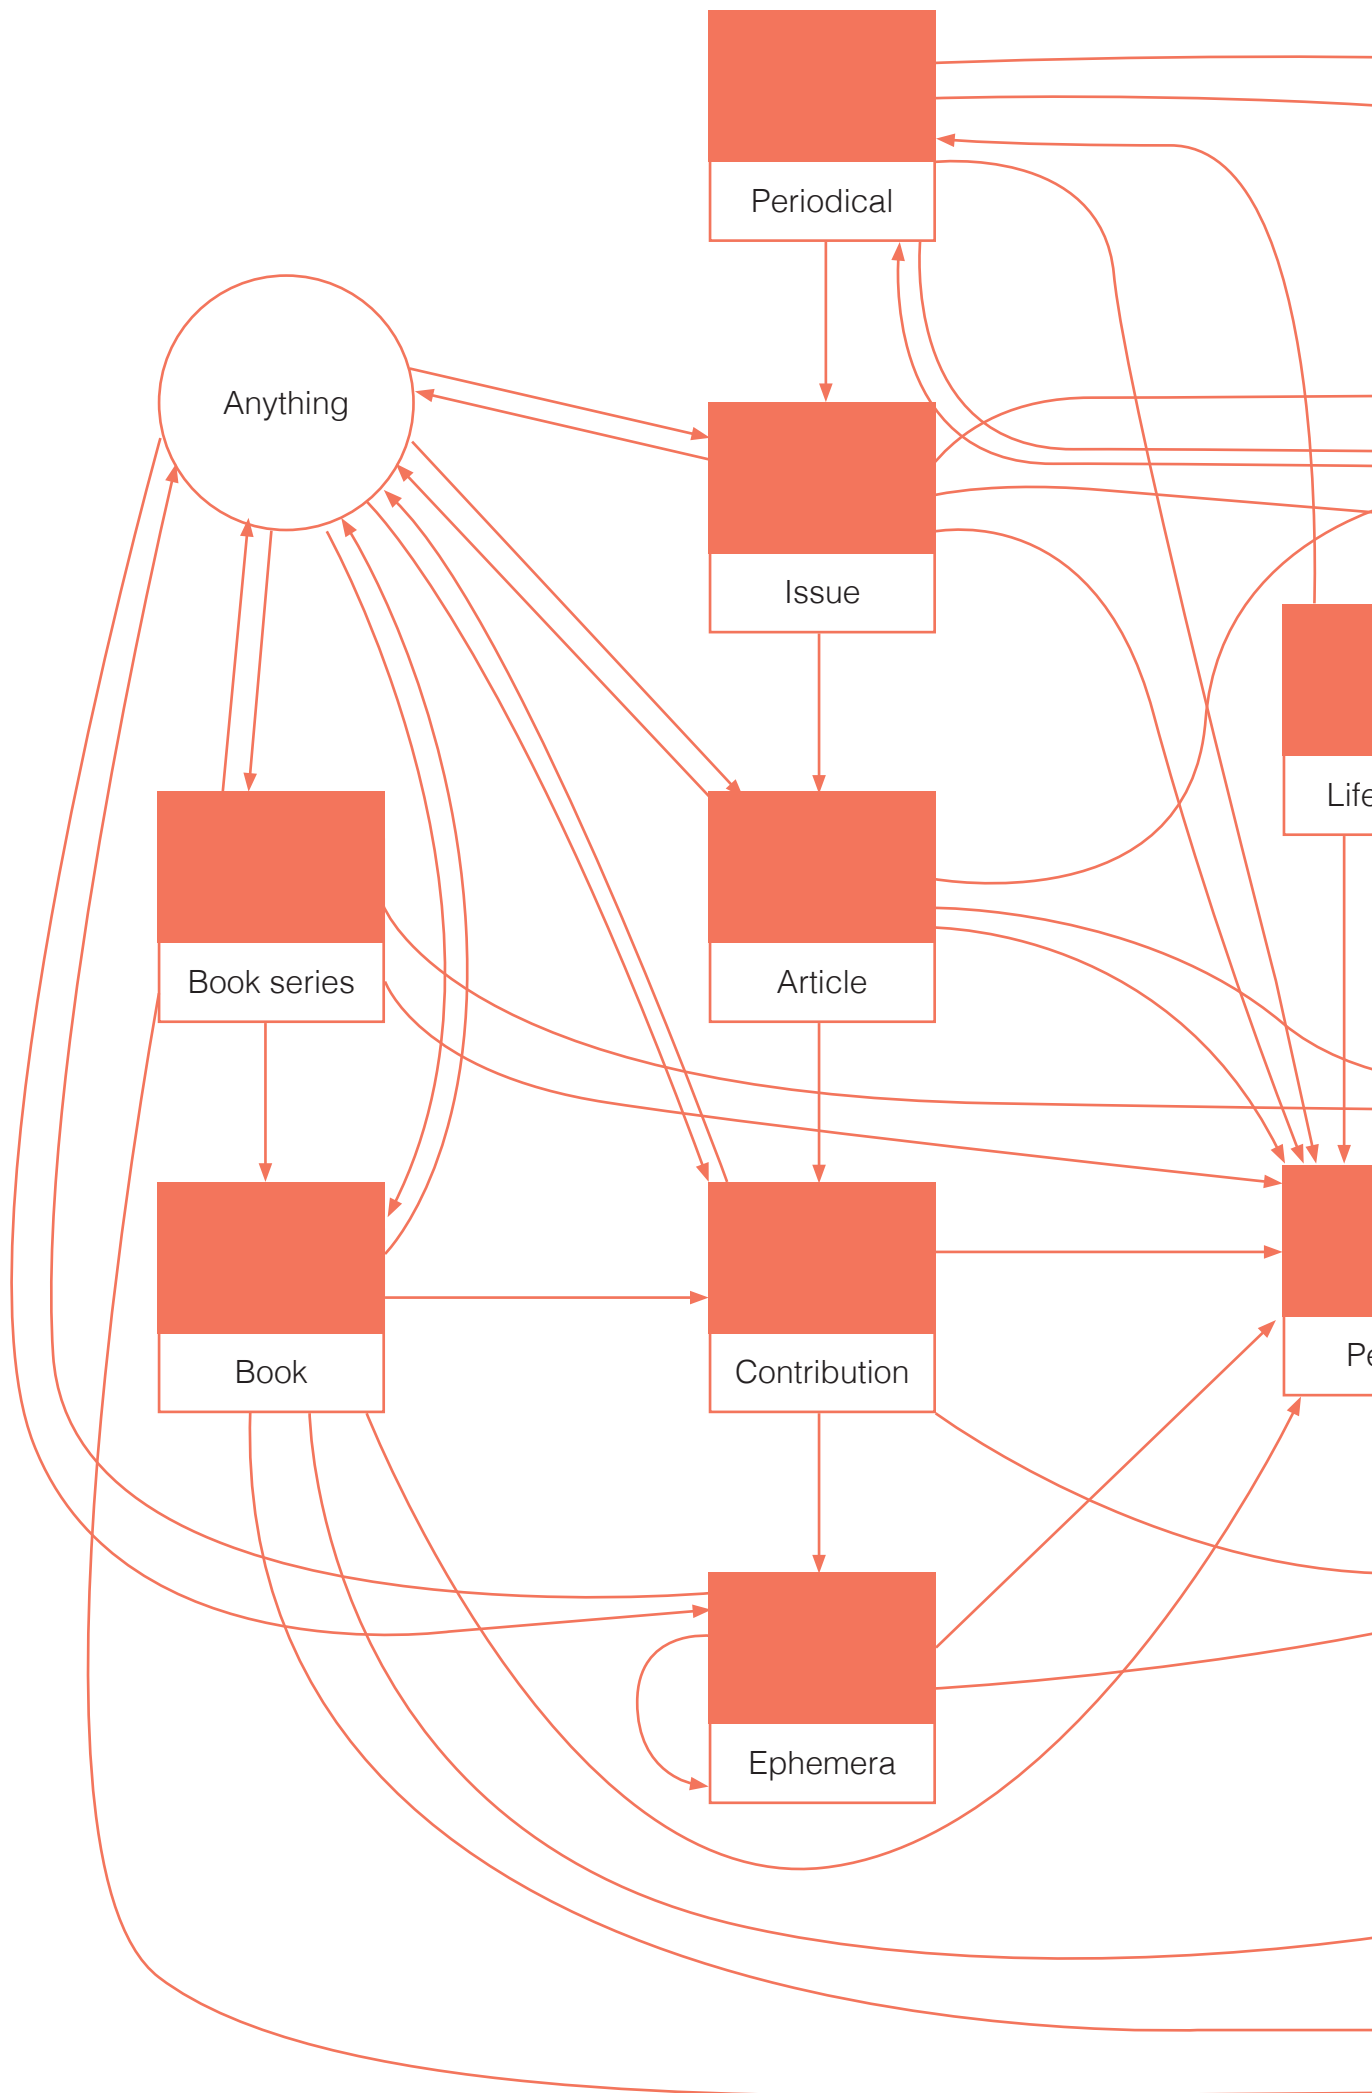 Periodical
Anything
Issue
Life
Book series
Article
Pe
Book
Contribution
Ephemera